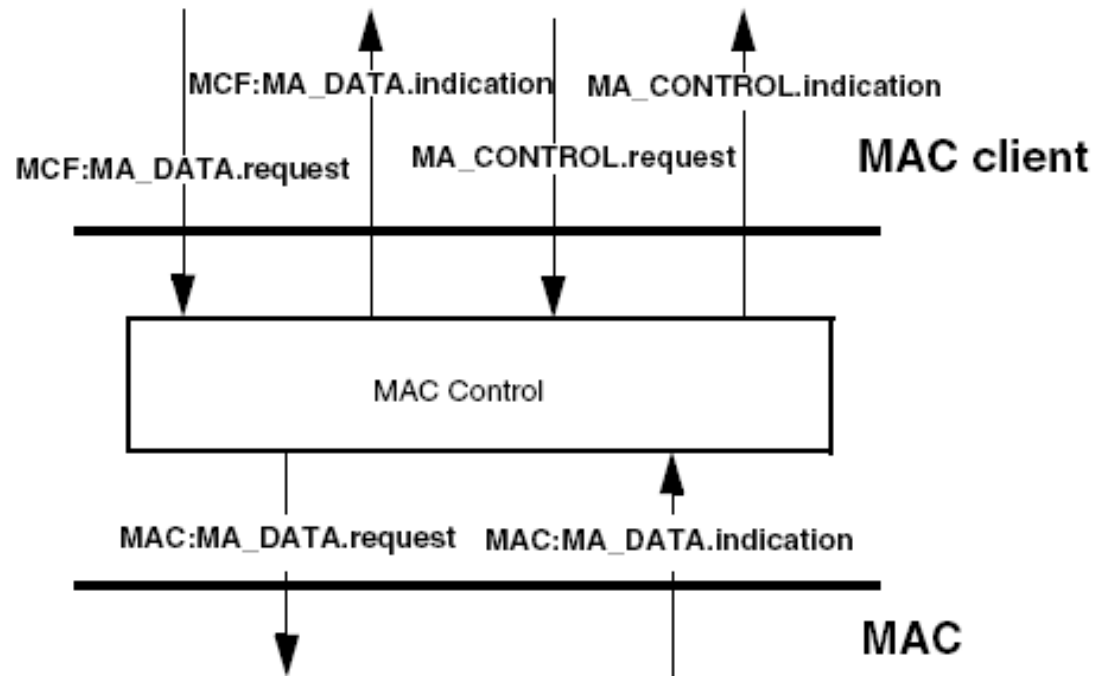 MCF:MA_DATA.indication
MA_CONTROL.indication
MCF:MA_DATA.request
MA_CONTROL.request
MAC client
MAC Control
MAC:MA_DATA.request
MAC:MA_DATA.indication
MAC